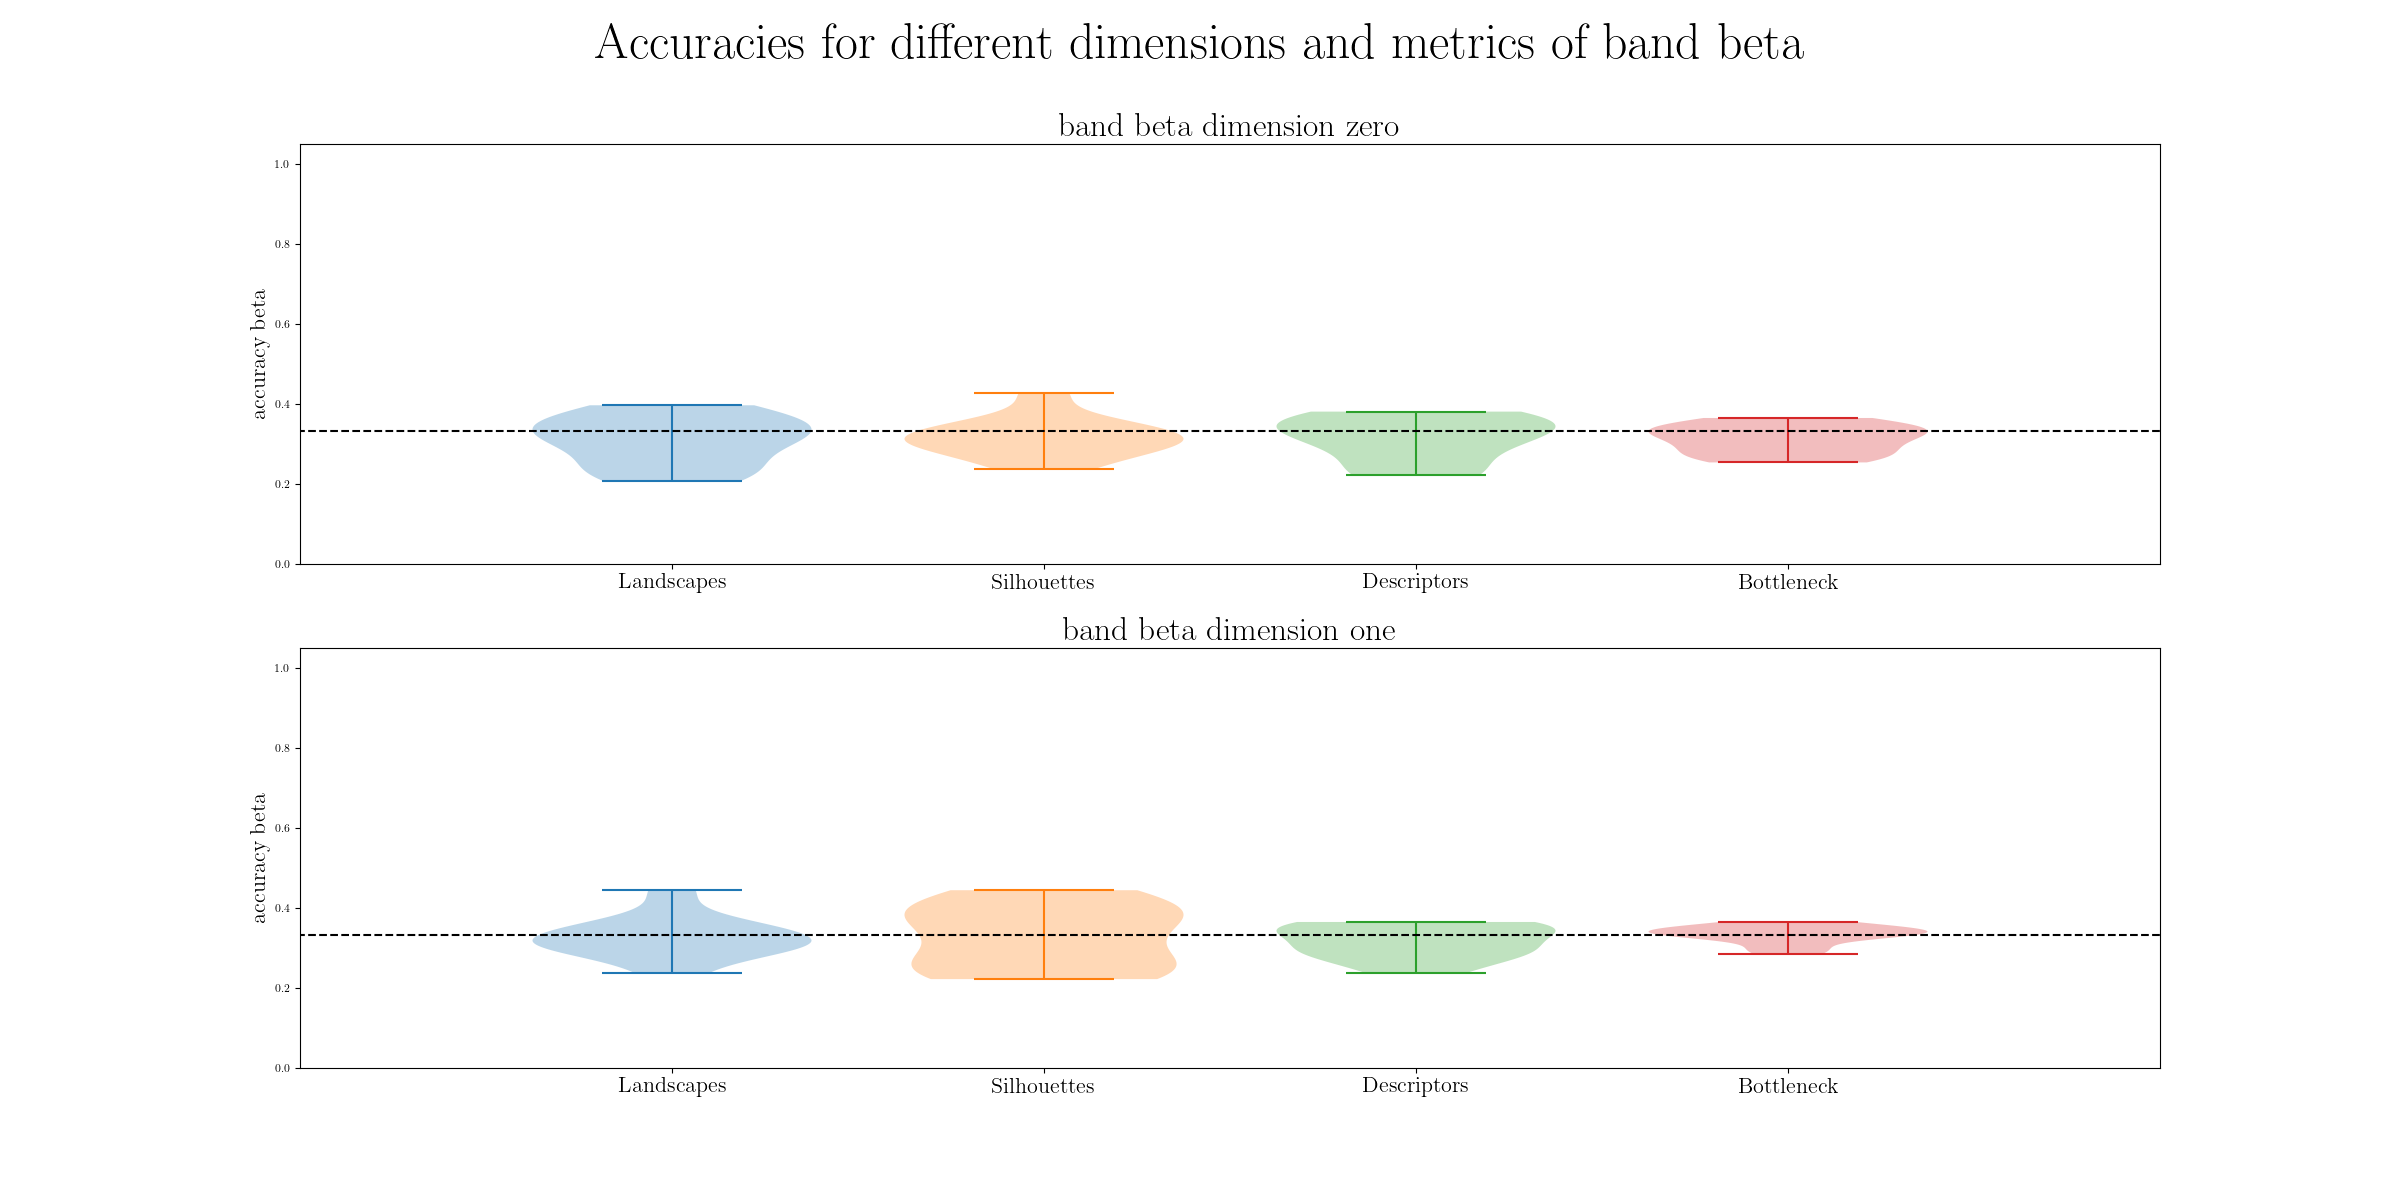 Accuracies for different dimensions and metrics of band beta
band beta dimension zero
accuracy beta
1.0
0.8
0.6
0.4
0.2
0.0
Landscapes Silhouettes Descriptors Bottleneck
band beta dimension one
accuracy beta
1.0
0.8
0.6
0.4
0.2
0.0
Landscapes Silhouettes Descriptors Bottleneck